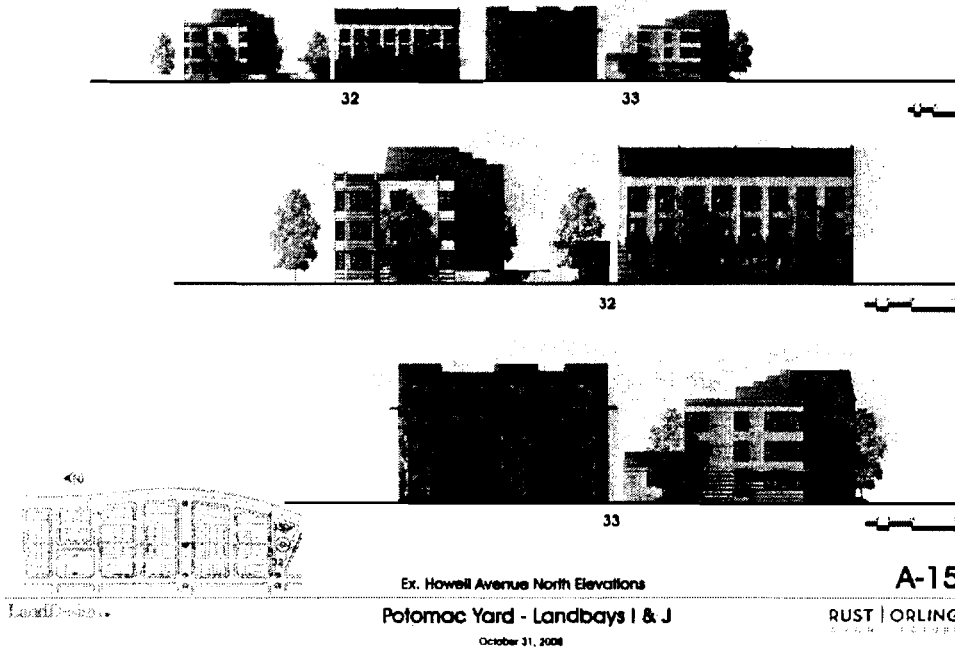 32
33
32
33
Ex. Howell Avenue North Elevations
A-15
Potomac Yard - Landbays I & J
RUST | ORLING
October 31, 2008